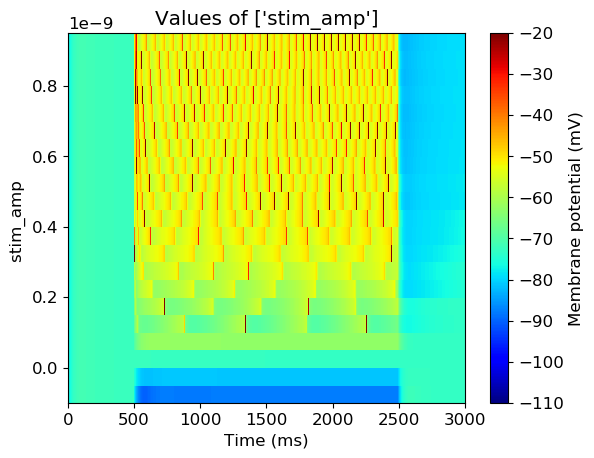 Values of ['stim_amp']
1e−9
0.8
0.6
0.4
0.2
0.0
stim_amp
0 500 1000 1500 2000 2500 3000
Time (ms)
−20
−30
−40
−50
−60
−70
−80
−90
−100
−110
Membrane potential (mV)